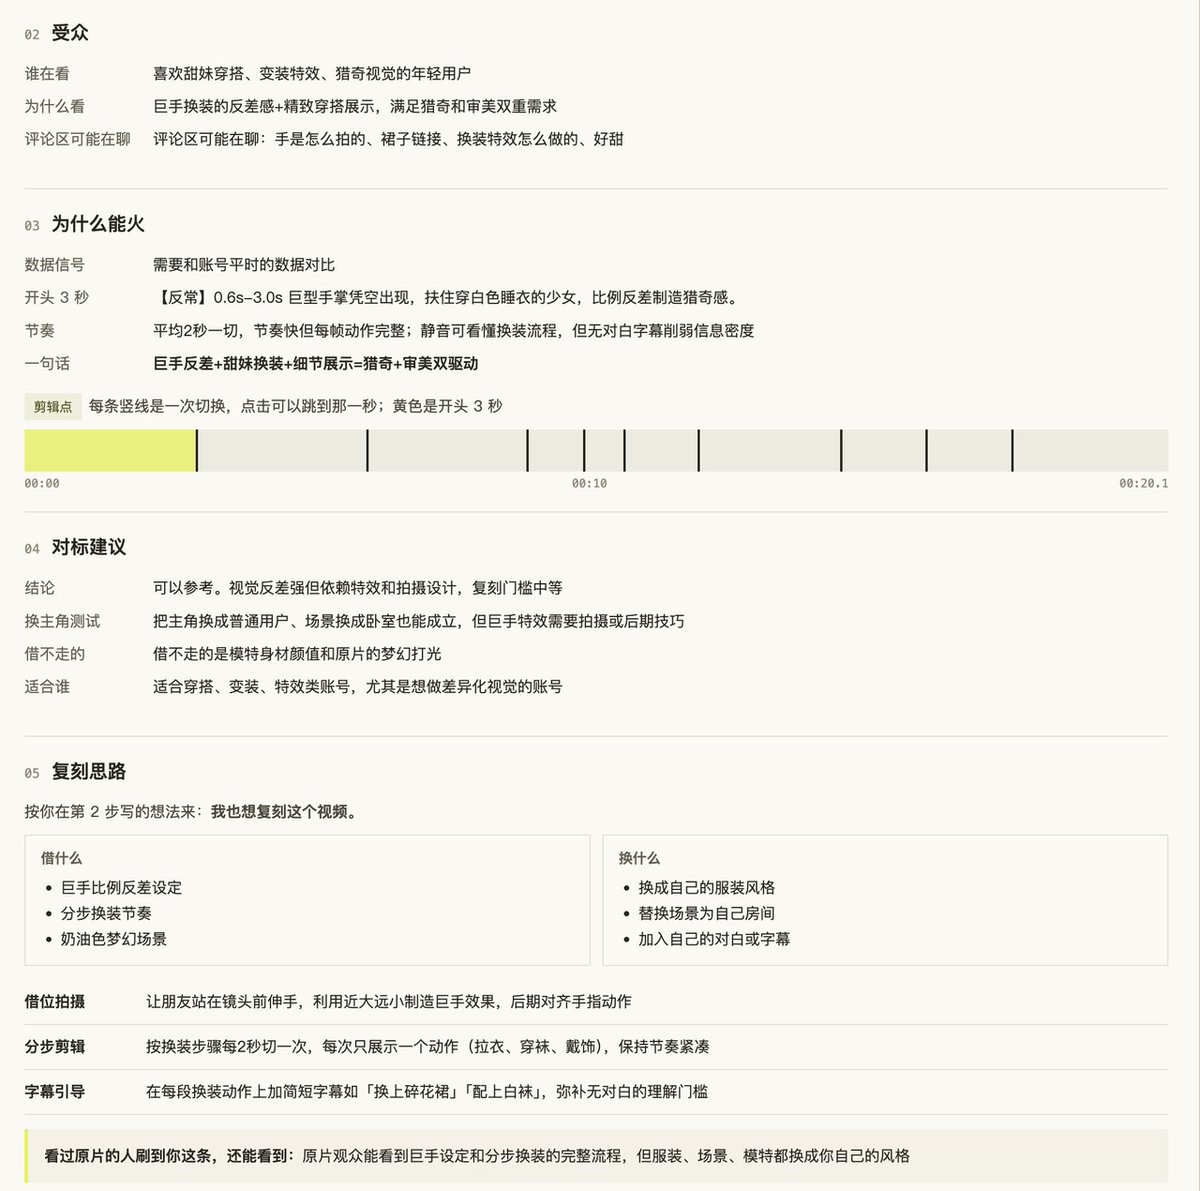 02 受众
谁在看 喜欢甜妹穿搭、变装特效、猎奇视觉的年轻用户
为什么看 巨手换装的反差感+精致穿搭展示，满足猎奇和审美双重需求
评论区可能在聊 评论区可能在聊：手是怎么拍的、裙子链接、换装特效怎么做的、好甜
03 为什么能火
数据信号 需要和账号平时的数据对比
开头 3 秒 【反常】0.6s–3.0s 巨型手掌凭空出现，扶住穿白色睡衣的少女，比例反差制造猎奇感。
节奏 平均2秒一切，节奏快但每帧动作完整；静音可看懂换装流程，但无对白字幕削弱信息密度
一句话 巨手反差+甜妹换装+细节展示=猎奇+审美双驱动
剪辑点 每条竖线是一次切换，点击可以跳到那一秒；黄色是开头 3 秒
00:00 00:10 00:20.1
04 对标建议
结论 可以参考。视觉反差强但依赖特效和拍摄设计，复刻门槛中等
换主角测试 把主角换成普通用户、场景换成卧室也能成立，但巨手特效需要拍摄或后期技巧
借不走的 借不走的是模特身材颜值和原片的梦幻打光
适合谁 适合穿搭、变装、特效类账号，尤其是想做差异化视觉的账号
05 复刻思路
按你在第 2 步写的想法来：我也想复刻这个视频。
借什么
• 巨手比例反差设定
• 分步换装节奏
• 奶油色梦幻场景
换什么
• 换成自己的服装风格
• 替换场景为自己房间
• 加入自己的对白或字幕
借位拍摄 让朋友站在镜头前伸手，利用近大远小制造巨手效果，后期对齐手指动作
分步剪辑 按换装步骤每2秒切一次，每次只展示一个动作（拉衣、穿袜、戴饰），保持节奏紧凑
字幕引导 在每段换装动作上加简短字幕如「换上碎花裙」「配上白袜」，弥补无对白的理解门槛
看过原片的人刷到你这条，还能看到：原片观众能看到巨手设定和分步换装的完整流程，但服装、场景、模特都换成你自己的风格